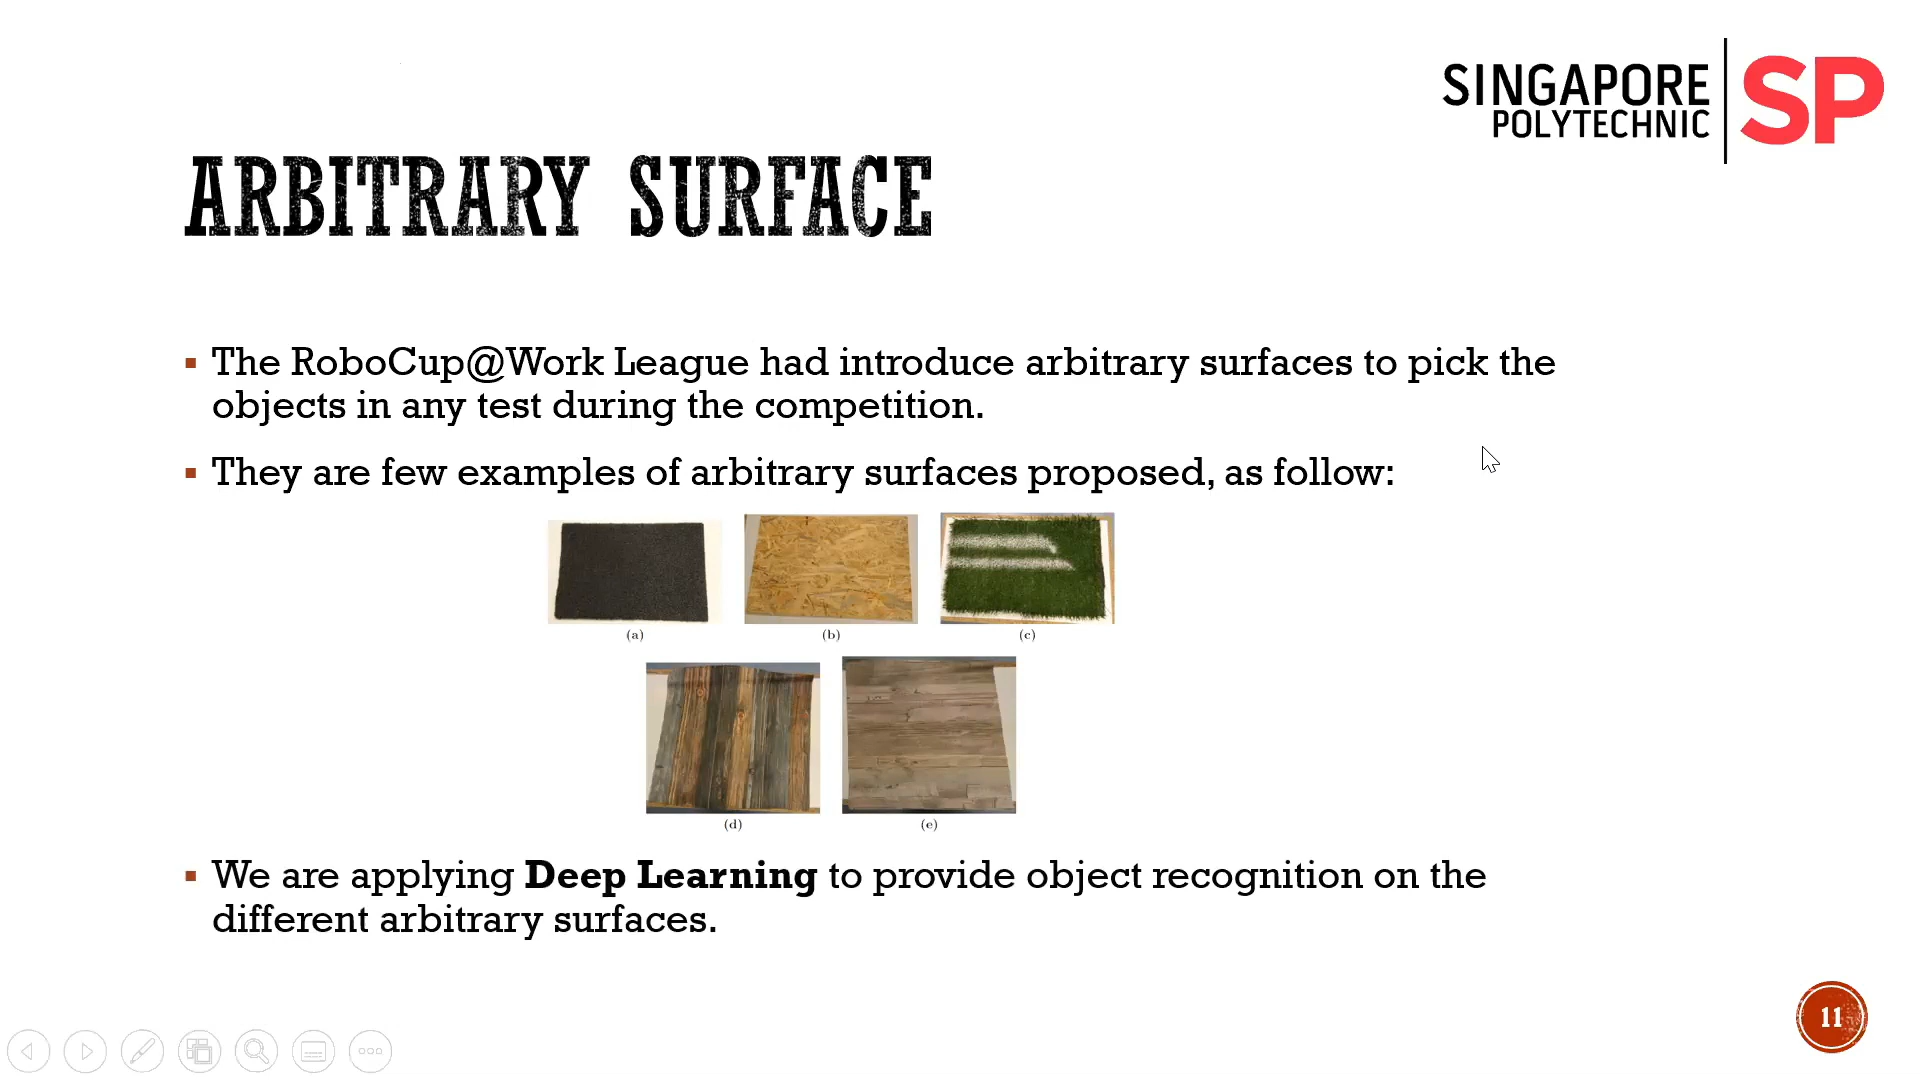 SINGAPORE
POLYTECHNIC
SP
ARBITRARY SURFACE
The RoboCup@Work League had introduce arbitrary surfaces to pick the
objects in any test during the competition.
They are few examples of arbitrary surfaces proposed, as follow:
(a) (b) (c)
(d) (e)
We are applying Deep Learning to provide object recognition on the
different arbitrary surfaces.
11